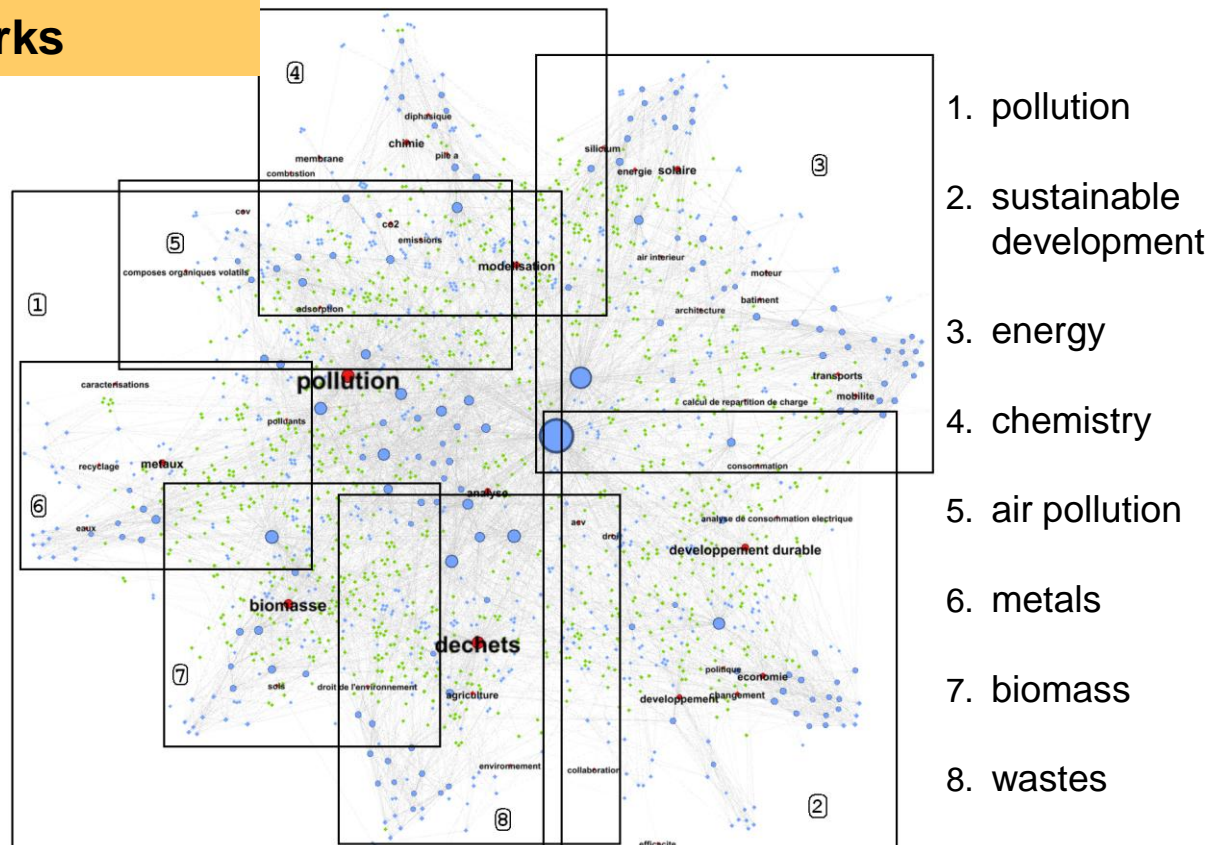 rks
4
diphasique
chimie
pile a
membrane
combustion
silicium
energie
solaire
3
cov
co2
5
emissions
composes organiques volatils
modelisation
air interieur
moteur
batiment
architecture
1
adsorption
pollution
caracterisations
transports
mobilite
calcul de repartition de charge
polluants
recyclage
metaux
consommation
6
eaux
analyse
acv
droit
analyse de consommation electrique
developpement durable
biomasse
dechets
7
sols
droit de l'environnement
agriculture
politique
economie
developpement
changement
environnement
collaboration
8
2
efficacite
1. pollution
2. sustainable
development
3. energy
4. chemistry
5. air pollution
6. metals
7. biomass
8. wastes